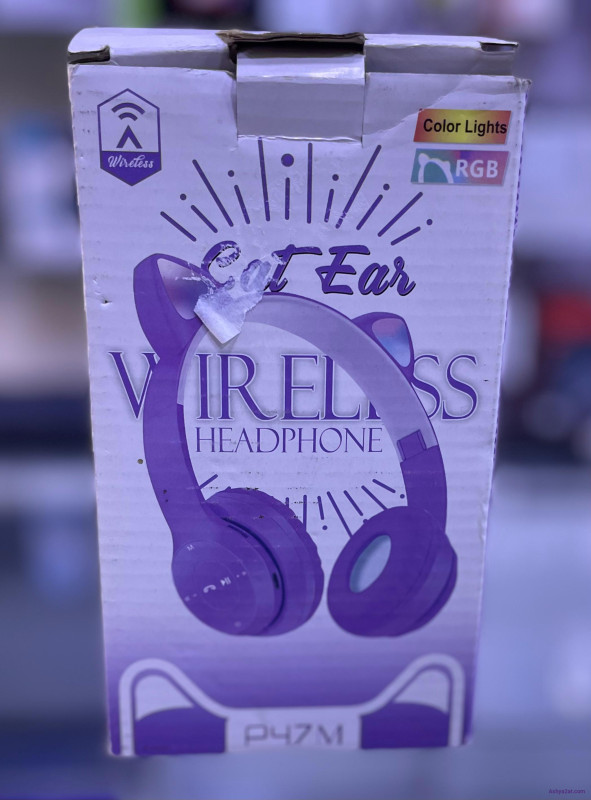 Wireless
Color Lights
RGB
Cat Ear
WIRELESS
HEADPHONE
P47M